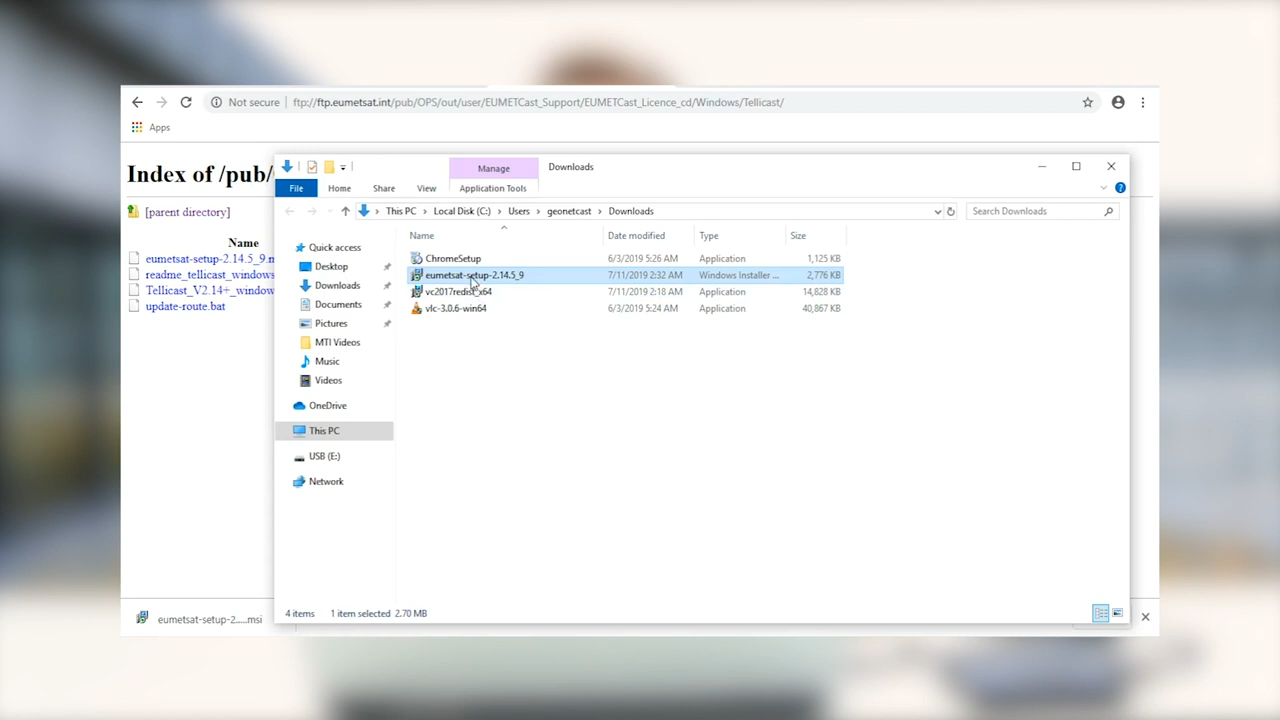 Not secure ftp://ftp.eumetsat.int/pub/OPS/out/user/EUMETCast_Support/EUMETCast_Licence_cd/Windows/Tellicast/
Apps
Index of /pub/
[parent directory]
Name
eumetsat-setup-2.14.5_9.m
readme_tellicast_windows
Tellicast_V2.14+_window
update-route.bat
Manage
Downloads
File
Home
Share
View
Application Tools
This PC
Local Disk (C:)
Users
geonetcast
Downloads
Search Downloads
Quick access
Desktop
Downloads
Documents
Pictures
MTI Videos
Music
Videos
OneDrive
This PC
USB (E:)
Network
Name Date modified Type Size
ChromeSetup 6/3/2019 5:26 AM Application 1,125 KB
eumetsat-setup-2.14.5_9 7/11/2019 2:32 AM Windows Installer ... 2,776 KB
vc2017redist_x64 7/11/2019 2:18 AM Application 14,828 KB
vlc-3.0.6-win64 6/3/2019 5:24 AM Application 40,867 KB
4 items 1 item selected 2.70 MB
eumetsat-setup-2.....msi